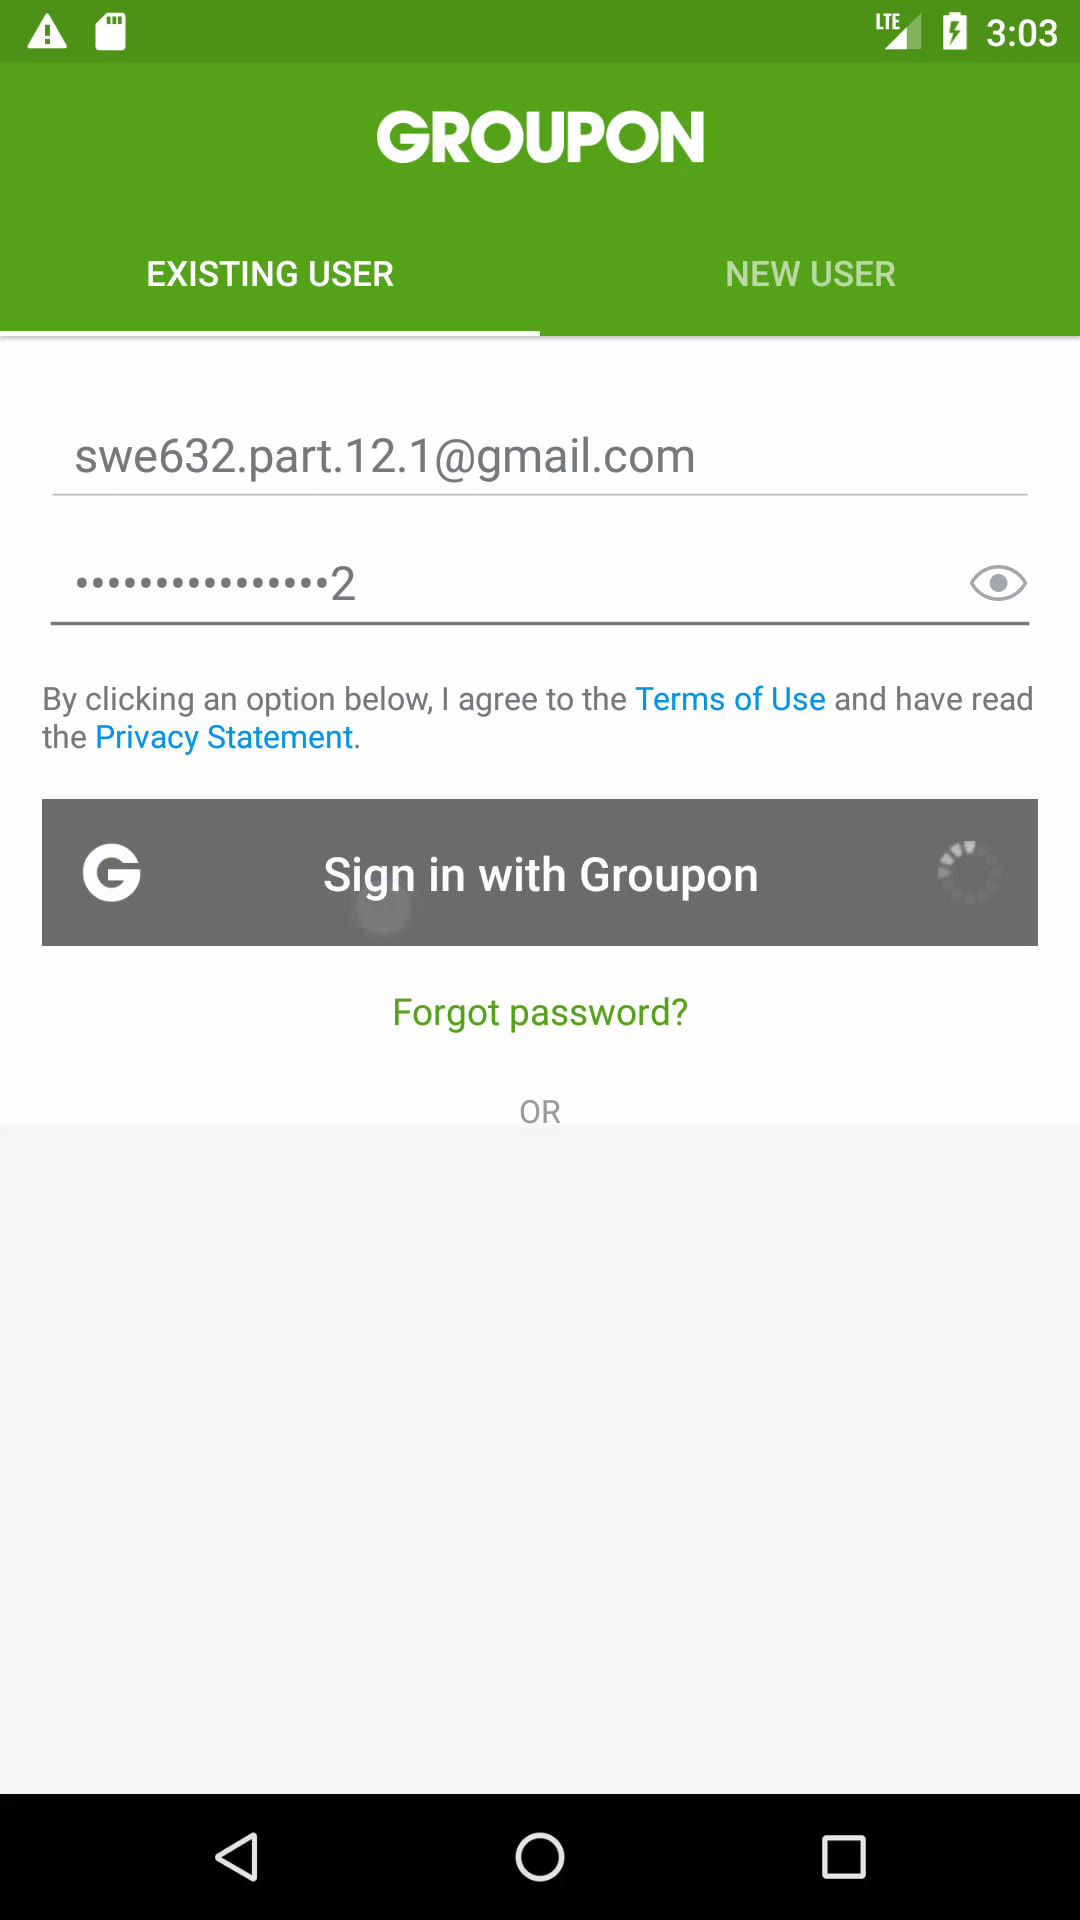 LTE 3:03
GROUPON
EXISTING USER NEW USER
swe632.part.12.1@gmail.com
••••••••••••••••2
By clicking an option below, I agree to the Terms of Use and have read
the Privacy Statement.
G Sign in with Groupon
Forgot password?
OR